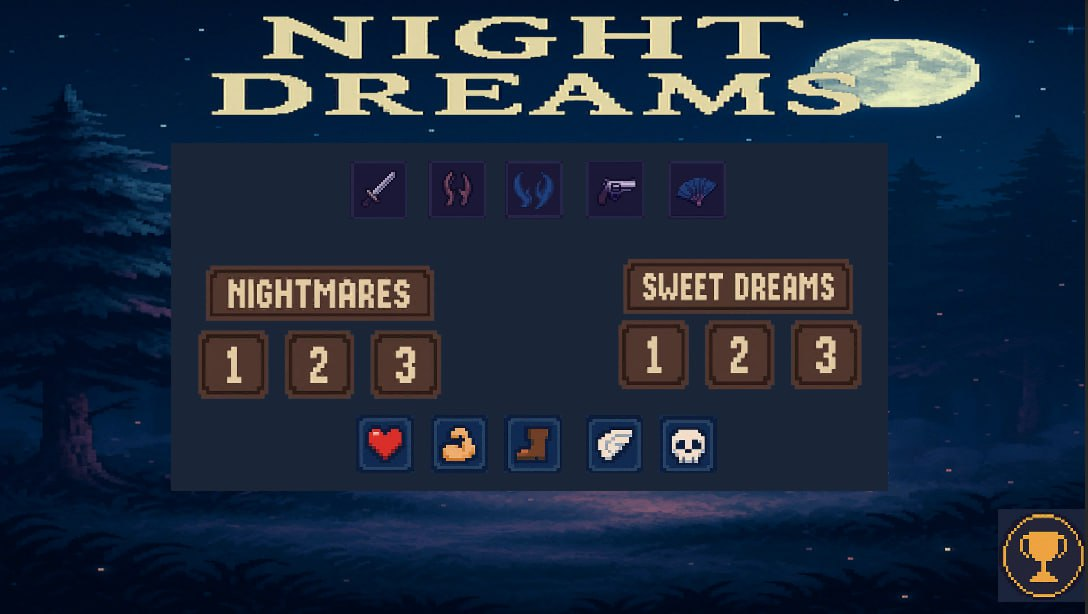 NIGHT
DREAMS
NIGHTMARES
1 2 3
SWEET DREAMS
1 2 3